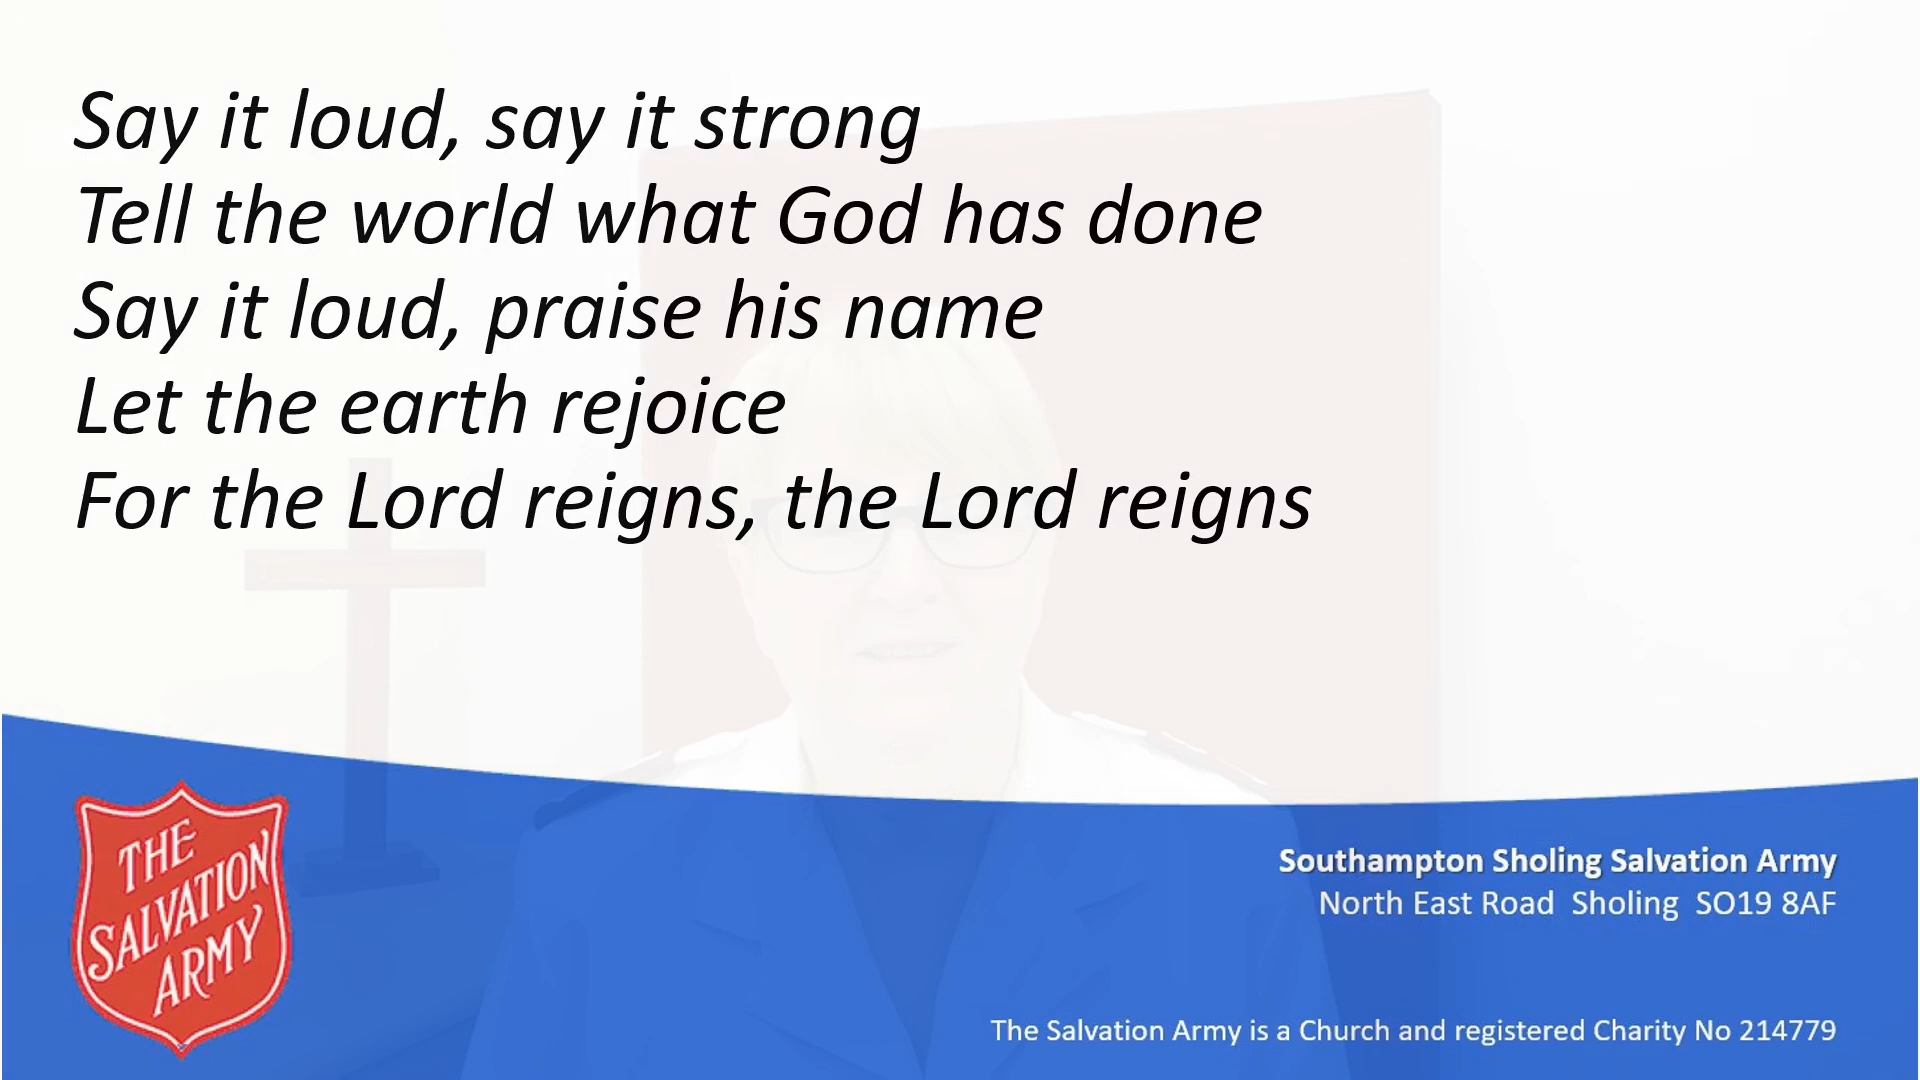 Say it loud, say it strong
Tell the world what God has done
Say it loud, praise his name
Let the earth rejoice
For the Lord reigns, the Lord reigns
THE
SALVATION
ARMY
Southampton Sholing Salvation Army
North East Road  Sholing  SO19 8AF
The Salvation Army is a Church and registered Charity No 214779